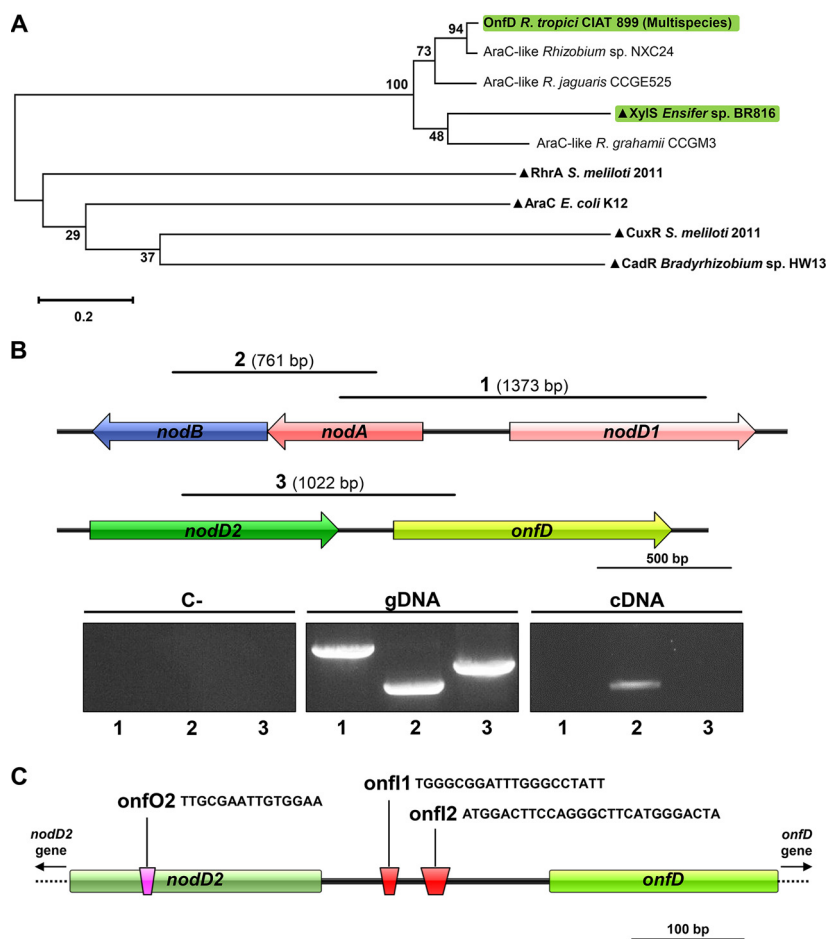 A
OnfD R. tropici CIAT 899 (Multispecies)
94
AraC-like Rhizobium sp. NXC24
73
AraC-like R. jaguaris CCGE525
100
▲XylS Ensifer sp. BR816
48
AraC-like R. grahamii CCGM3
▲RhrA S. meliloti 2011
▲AraC E. coli K12
29
▲CuxR S. meliloti 2011
37
▲CadR Bradyrhizobium sp. HW13
0.2
B
2 (761 bp)
1 (1373 bp)
nodB nodA nodD1
3 (1022 bp)
nodD2 onfD
500 bp
C- gDNA cDNA
1 2 3 1 2 3 1 2 3
C
onfI1 TGGGCGGATTTGGGCCTATT
onfO2 TTGCGAATTGTGGAA
onfI2 ATGGACTTCCAGGGCTTCATGGGACTA
nodD2 gene
onfD gene
nodD2 onfD
100 bp